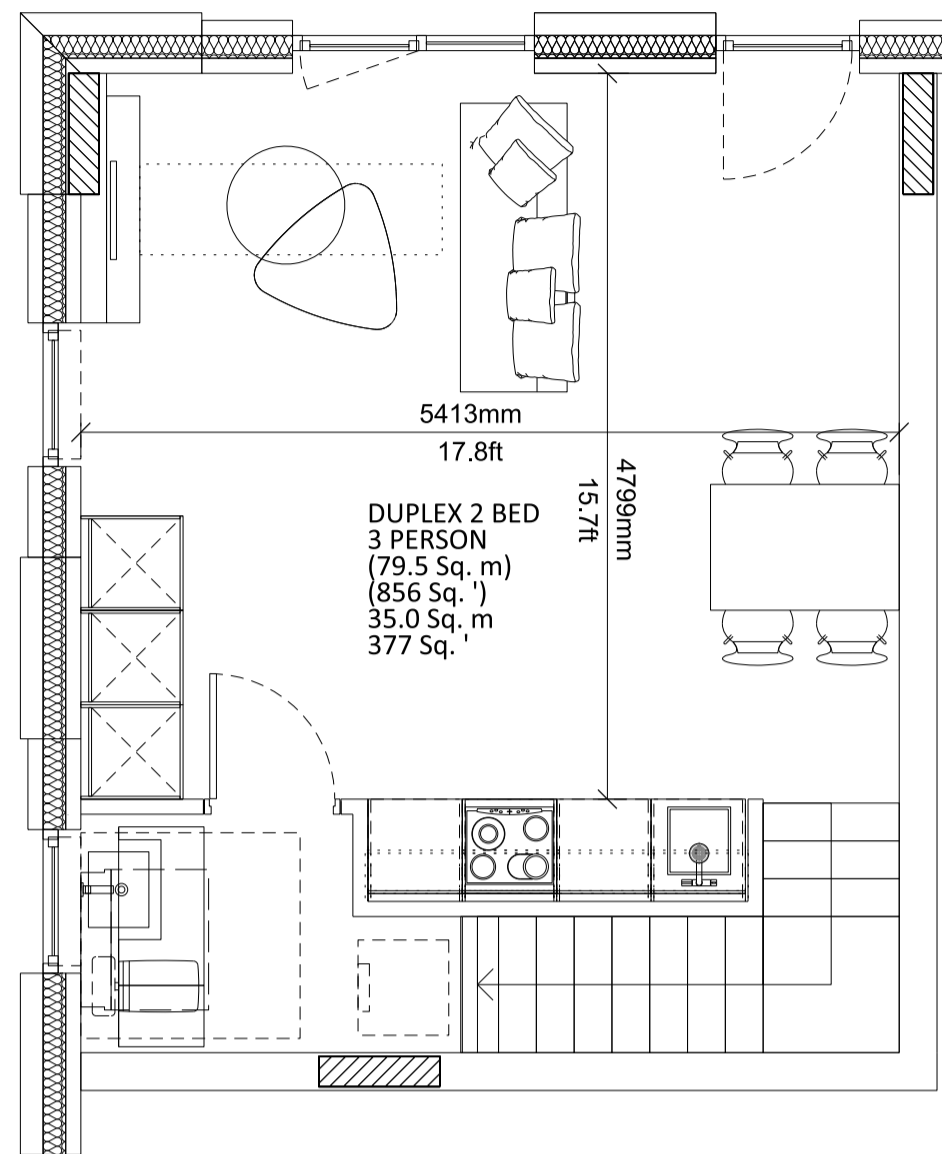 5413mm
17.8ft
4799mm
15.7ft
DUPLEX 2 BED
3 PERSON
(79.5 Sq. m)
(856 Sq. ')
35.0 Sq. m
377 Sq. '